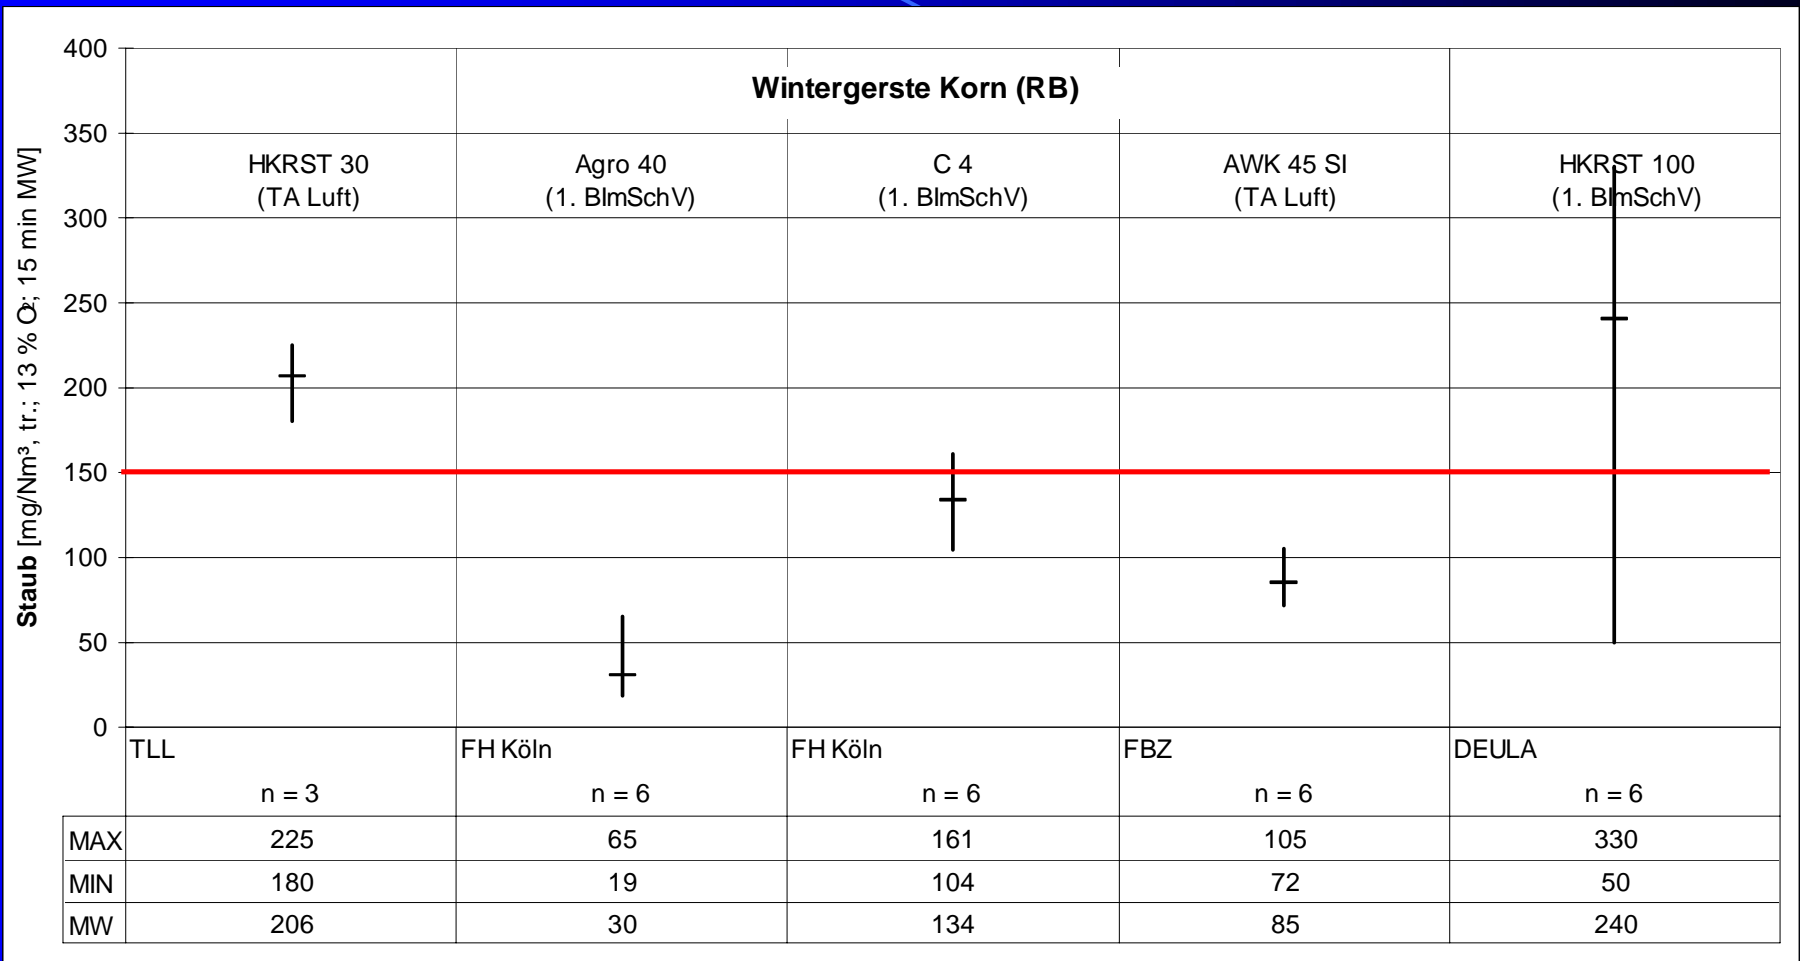 Wintergerste Korn (RB)
Staub [mg/Nm³, tr.; 13 % O₂; 15 min MW]
400
350
300
250
200
150
100
50
0
HKRST 30
(TA Luft)
Agro 40
(1. BImSchV)
C 4
(1. BImSchV)
AWK 45 SI
(TA Luft)
HKRST 100
(1. BImSchV)
TLL FH Köln FH Köln FBZ DEULA
n = 3 n = 6 n = 6 n = 6 n = 6
MAX 225 65 161 105 330
MIN 180 19 104 72 50
MW 206 30 134 85 240